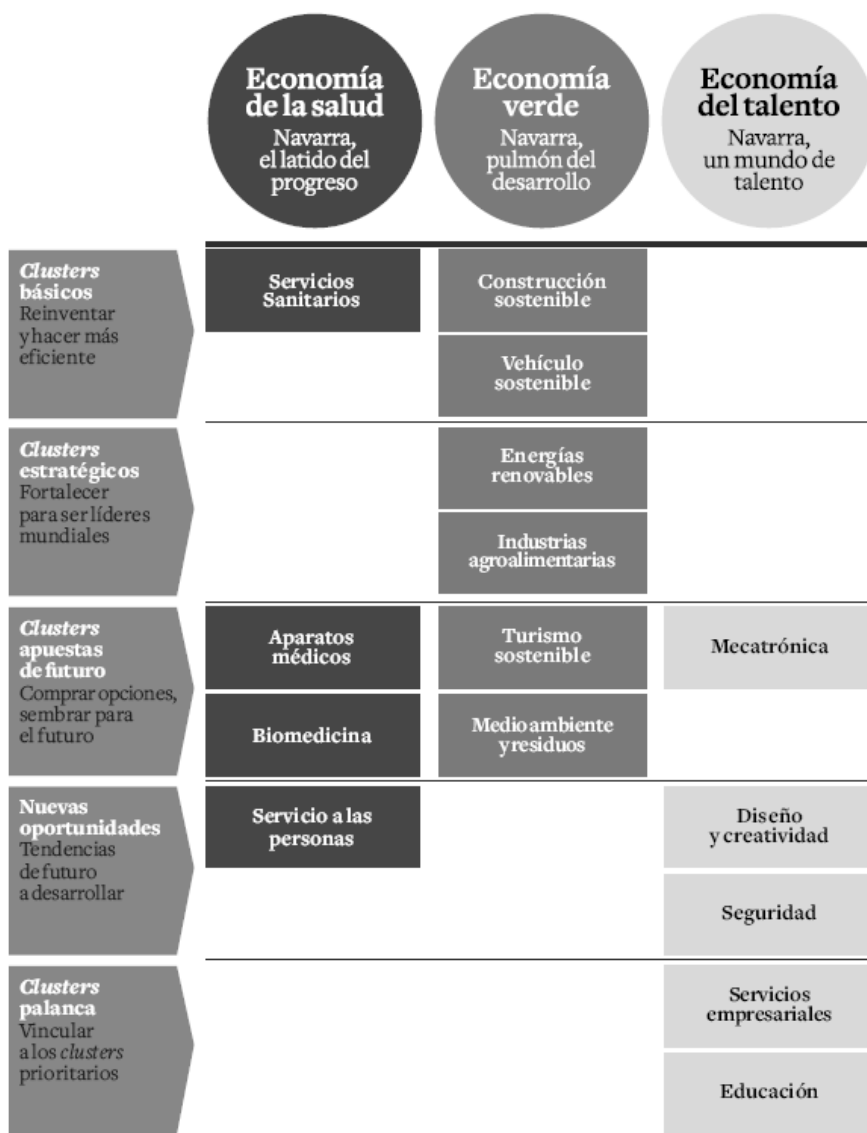 Economía
de la salud
Navarra,
el latido del
progreso
Economía
verde
Navarra,
pulmón del
desarrollo
Economía
del talento
Navarra,
un mundo de
talento
Clusters
básicos
Reinventar
y hacer más
eficiente
Servicios
Sanitarios
Construcción
sostenible
Vehículo
sostenible
Clusters
estratégicos
Fortalecer
para ser líderes
mundiales
Energías
renovables
Industrias
agroalimentarias
Clusters
apuestas
de futuro
Comprar opciones,
sembrar para
el futuro
Aparatos
médicos
Turismo
sostenible
Mecatrónica
Biomedicina
Medio ambiente
y residuos
Nuevas
oportunidades
Tendencias
de futuro
a desarrollar
Servicio a las
personas
Diseño
y creatividad
Seguridad
Clusters
palanca
Vincular
a los clusters
prioritarios
Servicios
empresariales
Educación